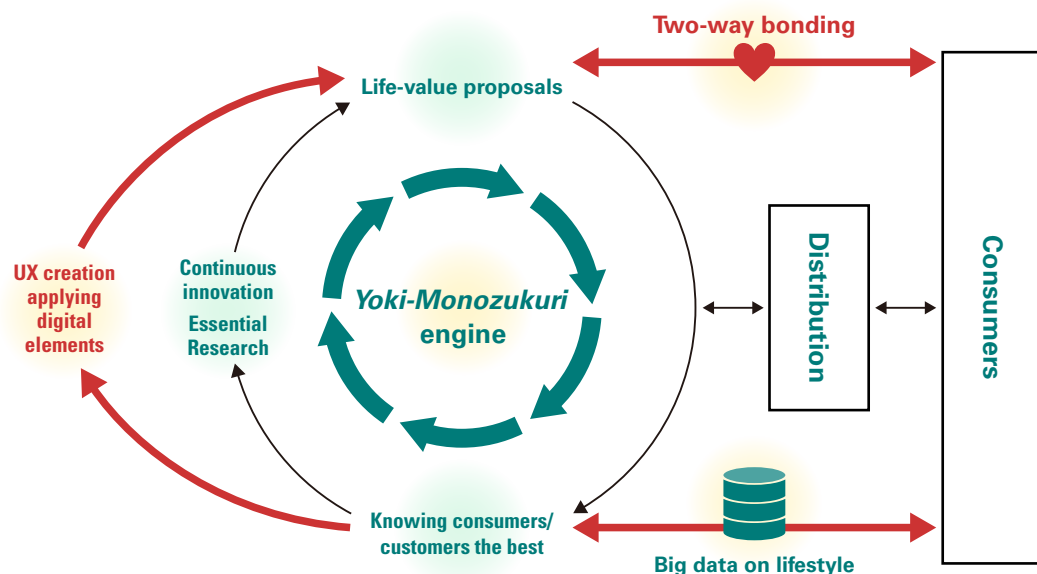 Two-way bonding
Life-value proposals
UX creation
applying
digital
elements
Continuous
innovation
Essential
Research
Yoki-Monozukuri
engine
Distribution
Consumers
Knowing consumers/
customers the best
Big data on lifestyle